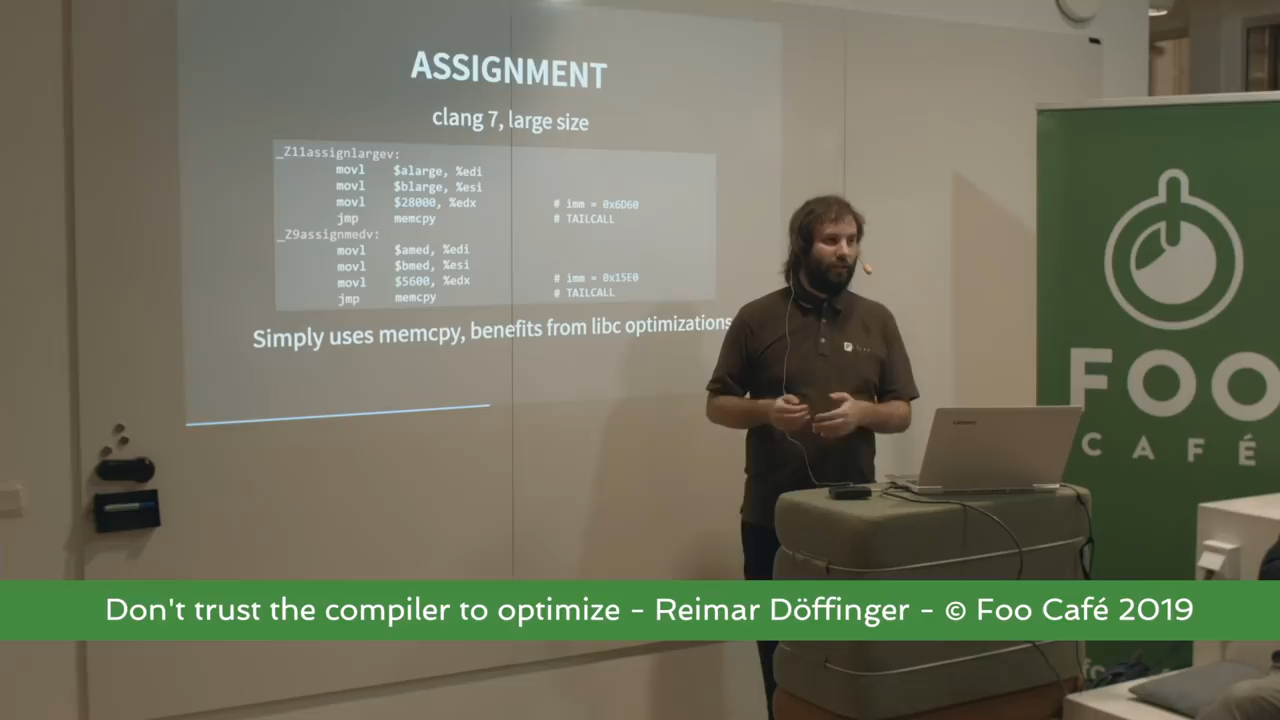 ASSIGNMENT
clang 7, large size
_Z11assignlargev:
movl $alarge, %edi
movl $blarge, %esi
movl $28000, %edx # imm = 0x6D60
jmp memcpy # TAILCALL
_Z9assignmedv:
movl $amed, %edi
movl $bmed, %esi
movl $5600, %edx # imm = 0x15E0
jmp memcpy # TAILCALL
Simply uses memcpy, benefits from libc optimizations
Lenovo
FOO
CAFÉ
Don't trust the compiler to optimize - Reimar Döffinger - © Foo Café 2019